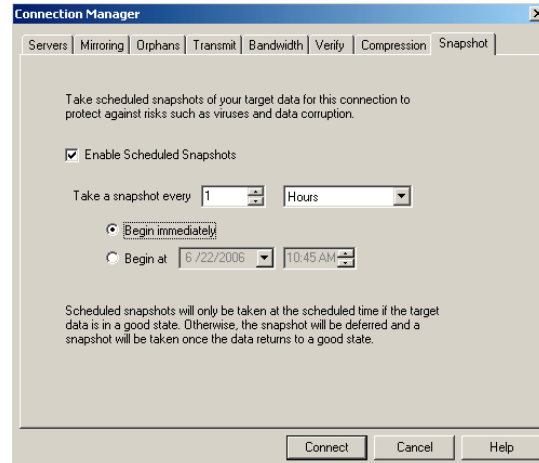 Connection Manager
Servers Mirroring Orphans Transmit Bandwidth Verify Compression Snapshot
Take scheduled snapshots of your target data for this connection to
protect against risks such as viruses and data corruption.
Enable Scheduled Snapshots
Take a snapshot every 1 Hours
Begin immediately
Begin at 6 /22/2006 10:45 AM
Scheduled snapshots will only be taken at the scheduled time if the target
data is in a good state. Otherwise, the snapshot will be deferred and a
snapshot will be taken once the data returns to a good state.
Connect Cancel Help